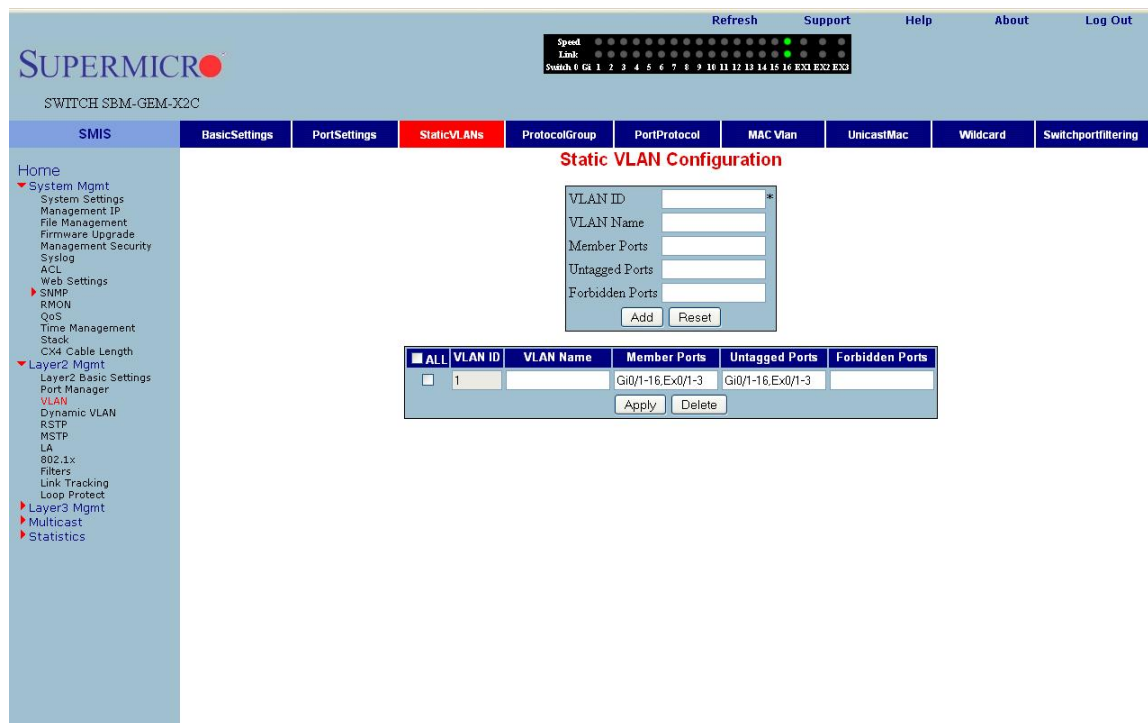 Refresh Support Help About Log Out
Speed
Link
Switch 0 Gi 1 2 3 4 5 6 7 8 9 10 11 12 13 14 15 16 EX1 EX2 EX3
SUPERMICRO
SWITCH SBM-GEM-X2C
SMIS BasicSettings PortSettings StaticVLANs ProtocolGroup PortProtocol MAC Vlan UnicastMac Wildcard Switchportfiltering
Home
System Mgmt
System Settings
Management IP
File Management
Firmware Upgrade
Management Security
Syslog
ACL
Web Settings
SNMP
RMON
QoS
Time Management
Stack
CX4 Cable Length
Layer2 Mgmt
Layer2 Basic Settings
Port Manager
VLAN
Dynamic VLAN
RSTP
MSTP
LA
802.1x
Filters
Link Tracking
Loop Protect
Layer3 Mgmt
Multicast
Statistics
Static VLAN Configuration
VLAN ID *
VLAN Name
Member Ports
Untagged Ports
Forbidden Ports
Add Reset
ALL VLAN ID VLAN Name Member Ports Untagged Ports Forbidden Ports
1 Gi0/1-16,Ex0/1-3 Gi0/1-16,Ex0/1-3
Apply Delete